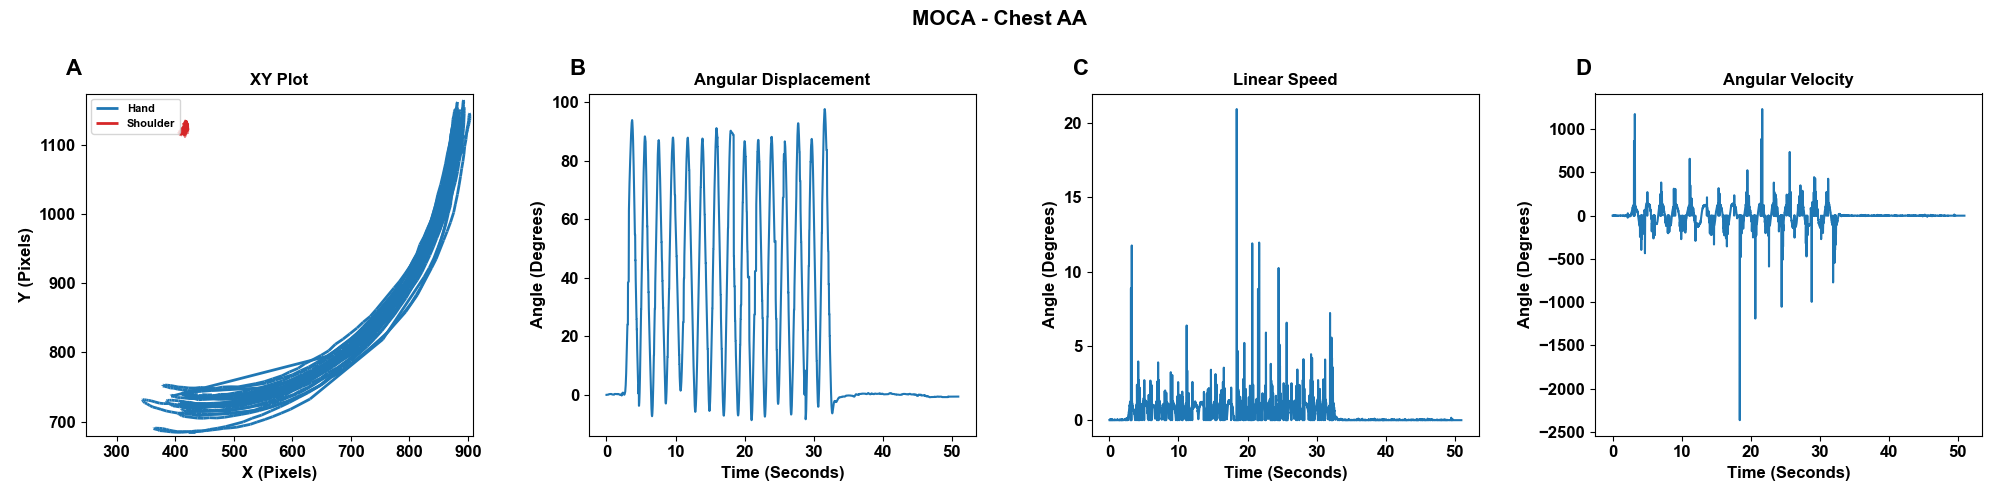 MOCA - Chest AA
A
XY Plot
Hand
Shoulder
Y (Pixels)
1100
1000
900
800
700
300 400 500 600 700 800 900
X (Pixels)
B
Angular Displacement
Angle (Degrees)
100
80
60
40
20
0
0 10 20 30 40 50
Time (Seconds)
C
Linear Speed
Angle (Degrees)
20
15
10
5
0
0 10 20 30 40 50
Time (Seconds)
D
Angular Velocity
Angle (Degrees)
1000
500
0
−500
−1000
−1500
−2000
−2500
0 10 20 30 40 50
Time (Seconds)